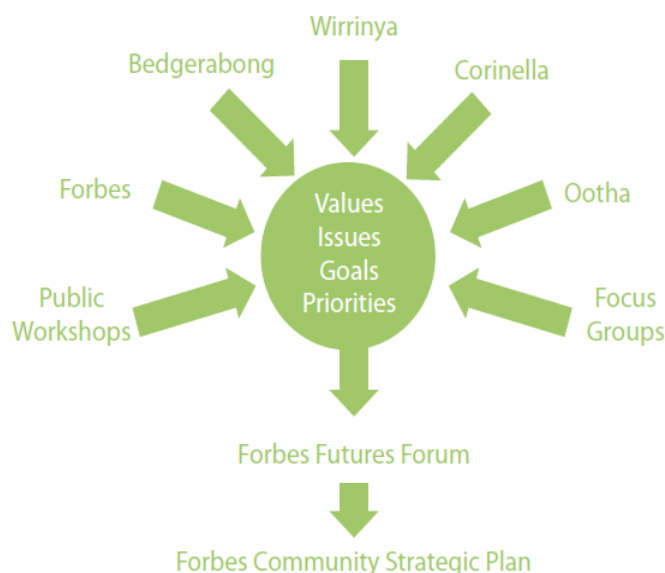 Wirrinya
Bedgerabong
Corinella
Forbes
Ootha
Values
Issues
Goals
Priorities
Public
Workshops
Focus
Groups
Forbes Futures Forum
Forbes Community Strategic Plan